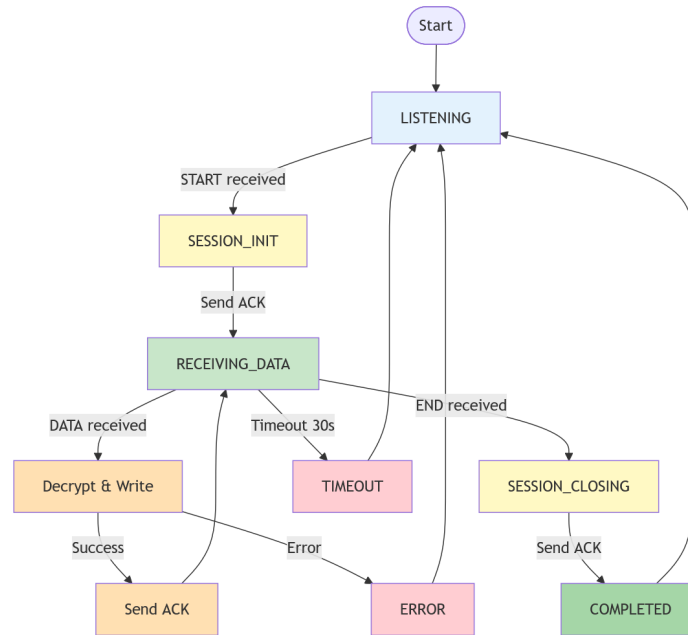 Start
LISTENING
START received
SESSION_INIT
Send ACK
RECEIVING_DATA
DATA received
Timeout 30s
END received
Decrypt & Write
TIMEOUT
SESSION_CLOSING
Success
Error
Send ACK
Send ACK
ERROR
COMPLETED